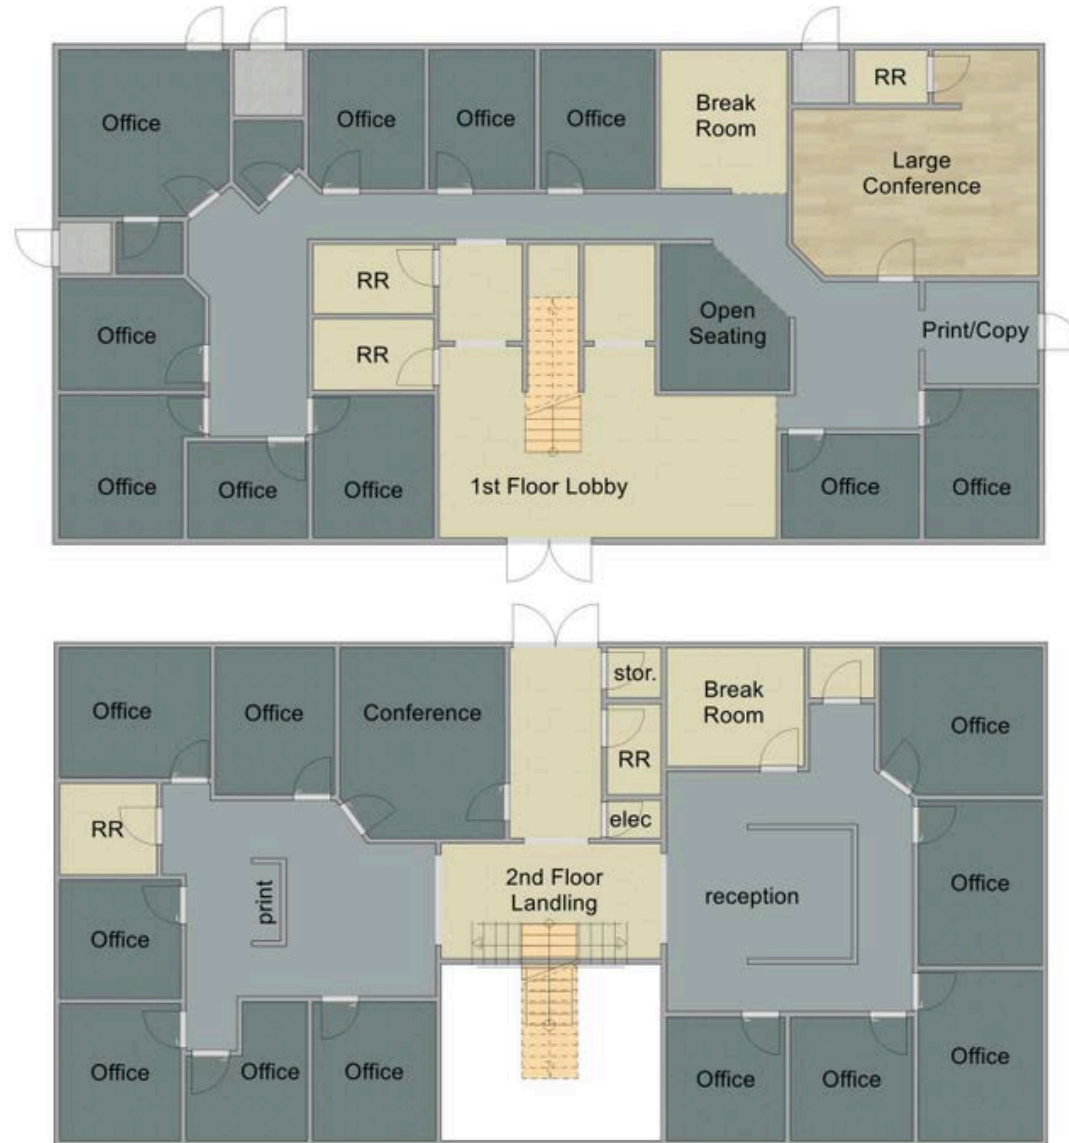 Office
Office
Office
Office
Break
Room
RR
Large
Conference
RR
Office
Open
Seating
Print/Copy
RR
Office
Office
Office
1st Floor Lobby
Office
Office
Office
Office
Conference
stor.
Break
Room
Office
RR
RR
elec
2nd Floor
Landling
print
reception
Office
Office
Office
Office
Office
Office
Office
Office